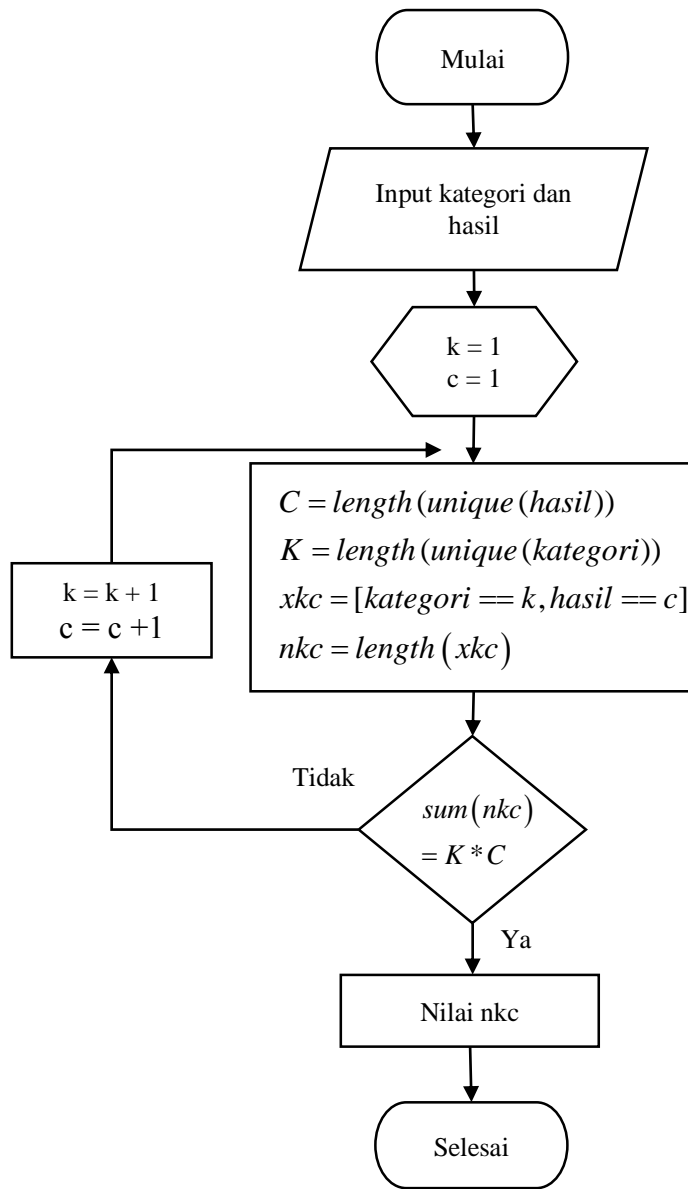 Mulai
Input kategori dan
hasil
k = 1
c = 1
C = length(unique(hasil))
K = length(unique(kategori))
xkc = [kategori == k, hasil == c]
nkc = length(xkc)
k = k + 1
c = c +1
Tidak
sum(nkc)
= K * C
Ya
Nilai nkc
Selesai